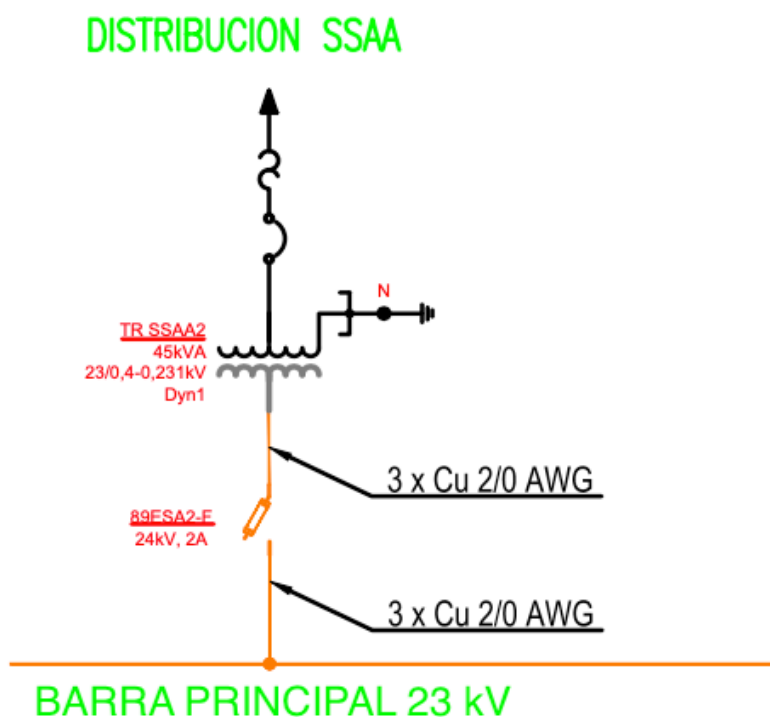 DISTRIBUCION SSAA
N
TR SSAA2
45kVA
23/0,4-0,231kV
Dyn1
3 x Cu 2/0 AWG
89ESA2-F
24kV, 2A
3 x Cu 2/0 AWG
BARRA PRINCIPAL 23 kV